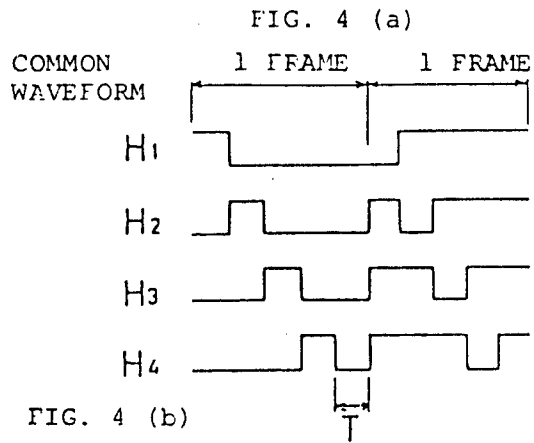 FIG. 4 (a)
COMMON WAVEFORM
1 FRAME
1 FRAME
H1
H2
H3
H4
T
FIG. 4 (b)